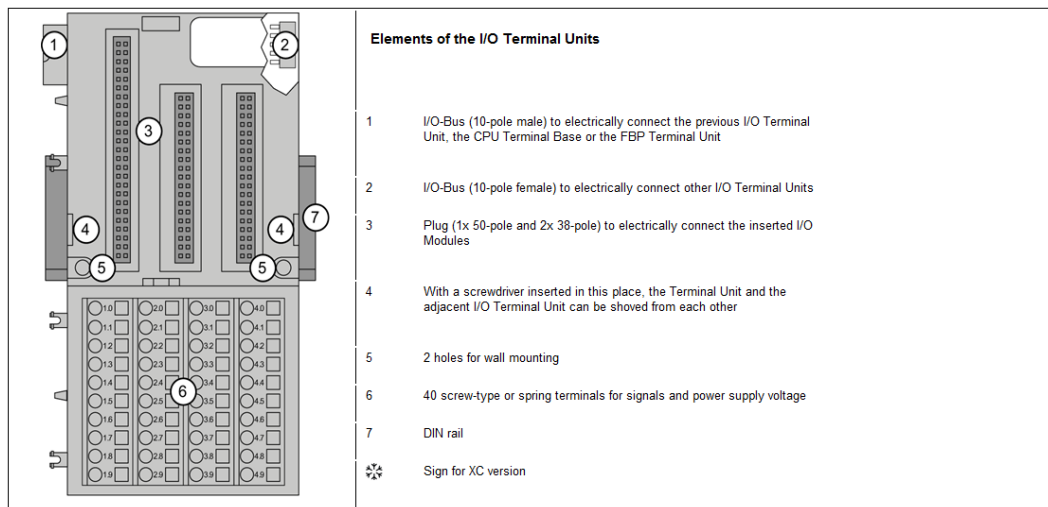 1
2
Elements of the I/O Terminal Units
3
1 I/O-Bus (10-pole male) to electrically connect the previous I/O Terminal
Unit, the CPU Terminal Base or the FBP Terminal Unit
2 I/O-Bus (10-pole female) to electrically connect other I/O Terminal Units
3 Plug (1x 50-pole and 2x 38-pole) to electrically connect the inserted I/O
Modules
4 4 7
5 5
4 With a screwdriver inserted in this place, the Terminal Unit and the
adjacent I/O Terminal Unit can be shoved from each other
5 2 holes for wall mounting
6 40 screw-type or spring terminals for signals and power supply voltage
7 DIN rail
Sign for XC version
1.0 2.0 3.0 4.0
1.1 2.1 3.1 4.1
1.2 2.2 3.2 4.2
1.3 2.3 3.3 4.3
1.4 2.4 3.4 4.4
6
1.5 2.5 3.5 4.5
1.6 2.6 3.6 4.6
1.7 2.7 3.7 4.7
1.8 2.8 3.8 4.8
1.9 2.9 3.9 4.9